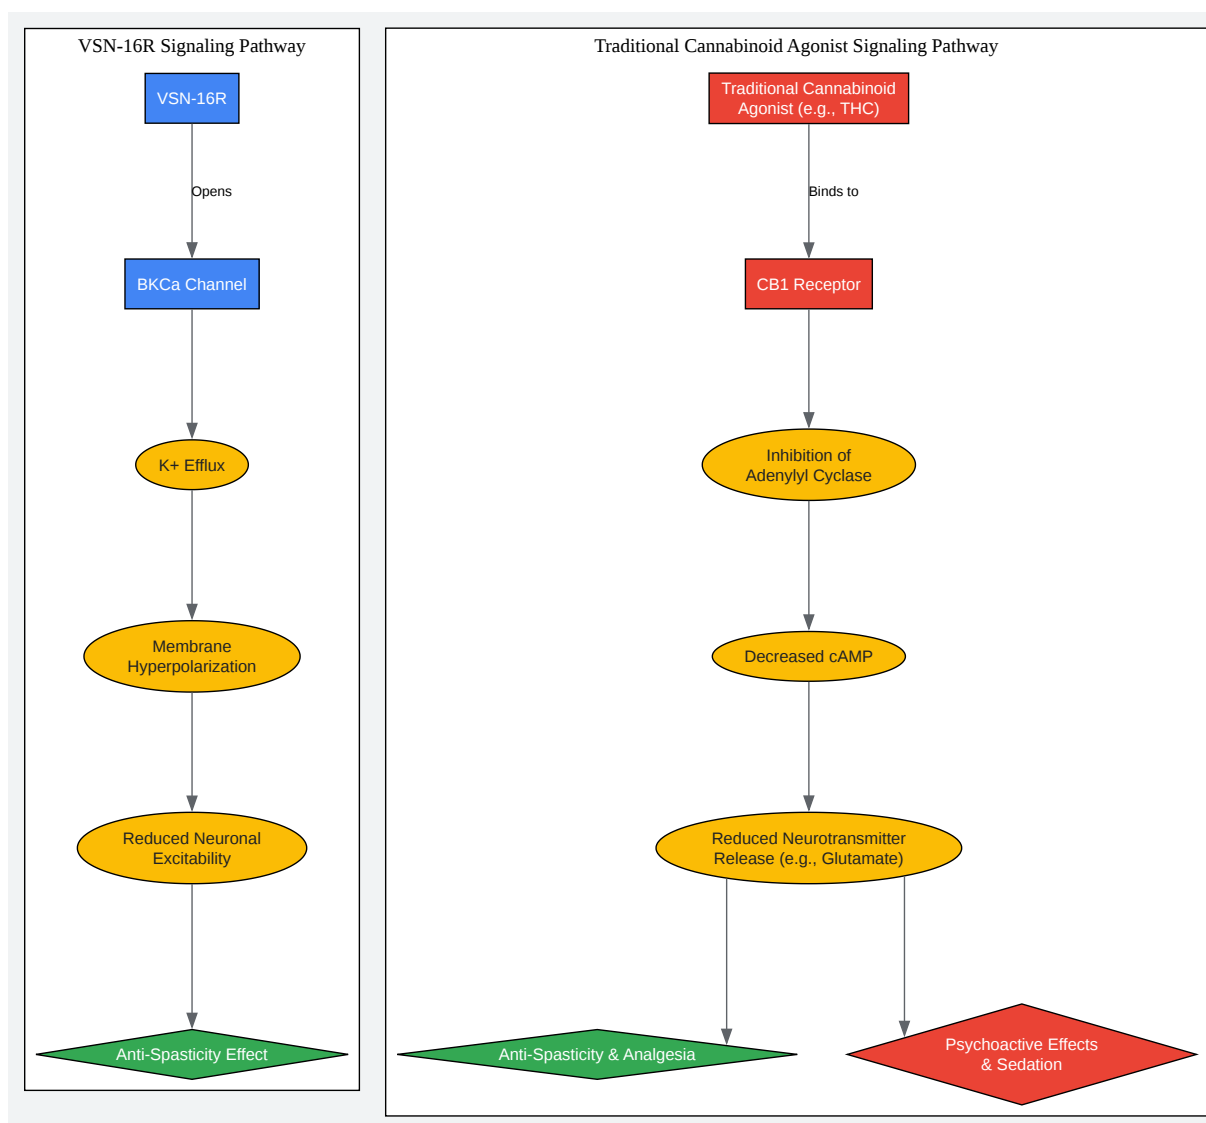 VSN-16R Signaling Pathway
VSN-16R
Opens
BKCa Channel
K+ Efflux
Membrane
Hyperpolarization
Reduced Neuronal
Excitability
Anti-Spasticity Effect
Traditional Cannabinoid Agonist Signaling Pathway
Traditional Cannabinoid
Agonist (e.g., THC)
Binds to
CB1 Receptor
Inhibition of
Adenylyl Cyclase
Decreased cAMP
Reduced Neurotransmitter
Release (e.g., Glutamate)
Anti-Spasticity & Analgesia
Psychoactive Effects
& Sedation